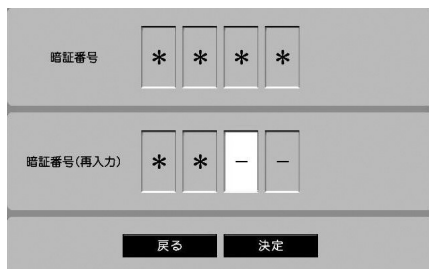 暗証番号 * * * *
暗証番号(再入力) * * - -
戻る 決定